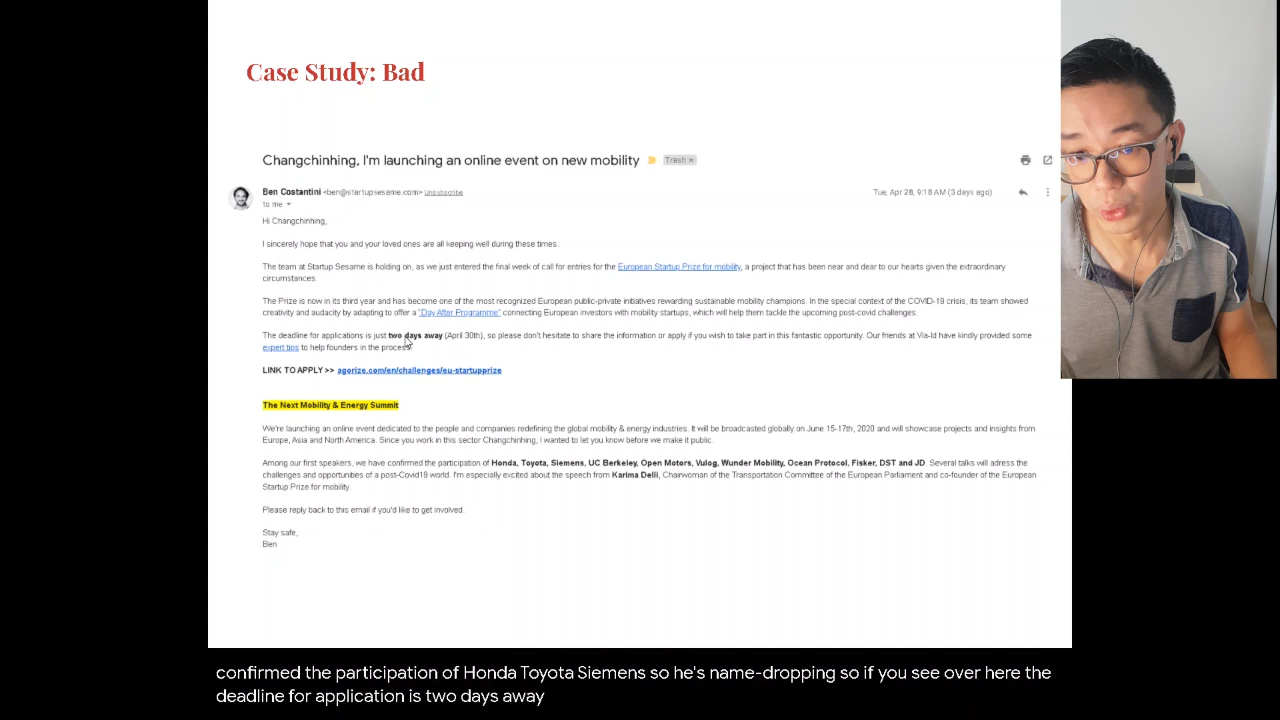 Case Study: Bad
Changchinhing, I'm launching an online event on new mobility Trash ×
Ben Costantini <ben@startupsesame.com> Unsubscribe Tue, Apr 28, 9:18 AM (3 days ago)
to me
Hi Changchinhing,
I sincerely hope that you and your loved ones are all keeping well during these times.
The team at Startup Sesame is holding on, as we just entered the final week of call for entries for the European Startup Prize for mobility, a project that has been near and dear to our hearts given the extraordinary
circumstances.
The Prize is now in its third year and has become one of the most recognized European public-private initiatives rewarding sustainable mobility champions. In the special context of the COVID-19 crisis, its team showed
creativity and audacity by adapting to offer a "Day After Programme" connecting European investors with mobility startups, which will help them tackle the upcoming post-covid challenges.
The deadline for applications is just two days away (April 30th), so please don't hesitate to share the information or apply if you wish to take part in this fantastic opportunity. Our friends at Via-Id have kindly provided some
expert tips to help founders in the process.
LINK TO APPLY >> agorize.com/en/challenges/eu-startupprize
The Next Mobility & Energy Summit
We're launching an online event dedicated to the people and companies redefining the global mobility & energy industries. It will be broadcasted globally on June 15-17th, 2020 and will showcase projects and insights from
Europe, Asia and North America. Since you work in this sector Changchinhing, I wanted to let you know before we make it public.
Among our first speakers, we have confirmed the participation of Honda, Toyota, Siemens, UC Berkeley, Open Motors, Vulog, Wunder Mobility, Ocean Protocol, Fisker, DST and JD. Several talks will adress the
challenges and opportunities of a post-Covid19 world. I'm especially excited about the speech from Karima Delli, Chairwoman of the Transportation Committee of the European Parliament and co-founder of the European
Startup Prize for mobility.
Please reply back to this email if you'd like to get involved.
Stay safe,
Ben
confirmed the participation of Honda Toyota Siemens so he's name-dropping so if you see over here the
deadline for application is two days away